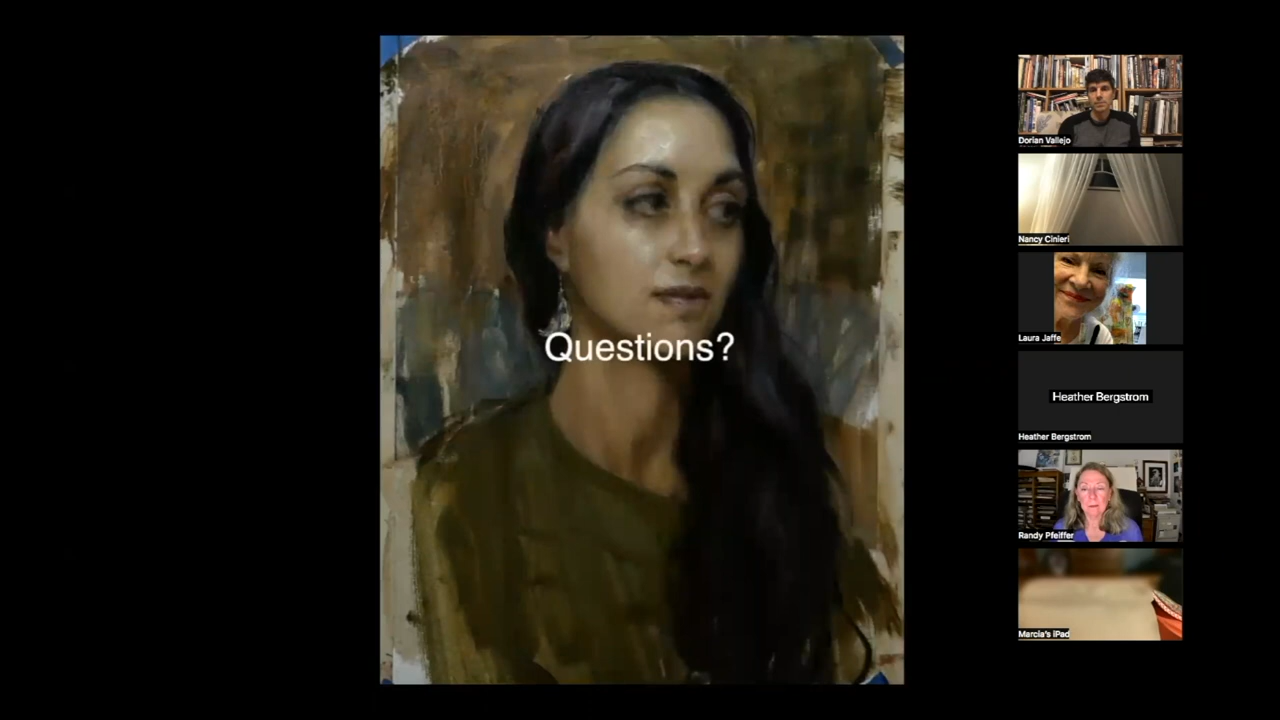 Questions?
Dorian Vallejo
Nancy Cinieri
Laura Jaffe
Heather Bergstrom
Heather Bergstrom
Randy Pfeiffer
Marcia's iPad